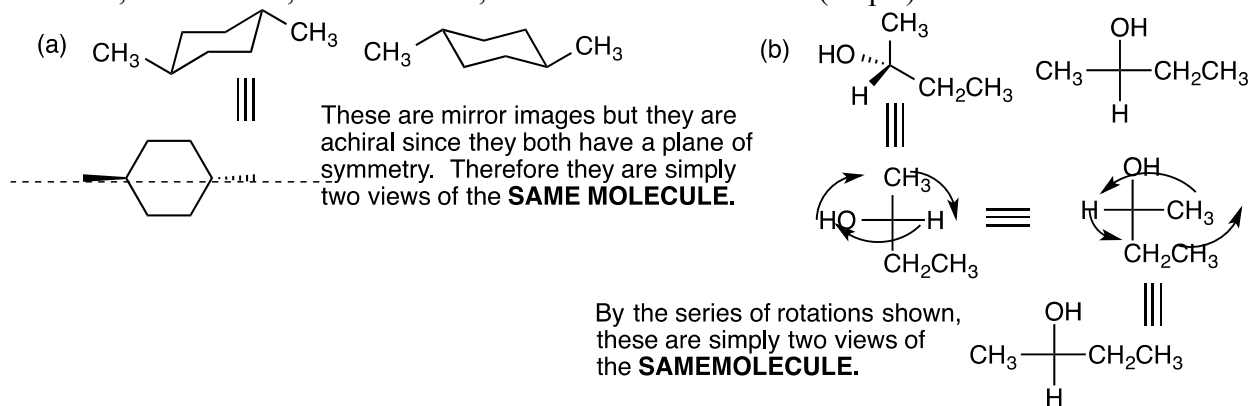 (a)
CH₃
CH₃
CH₃
CH₃
These are mirror images but they are
achiral since they both have a plane of
symmetry. Therefore they are simply
two views of the SAME MOLECULE.
(b)
CH₃
HO
H
CH₂CH₃
OH
CH₃
CH₂CH₃
H
CH₃
HO
H
CH₂CH₃
OH
H
CH₃
CH₂CH₃
By the series of rotations shown,
these are simply two views of
the SAMEMOLECULE.
OH
CH₃
CH₂CH₃
H